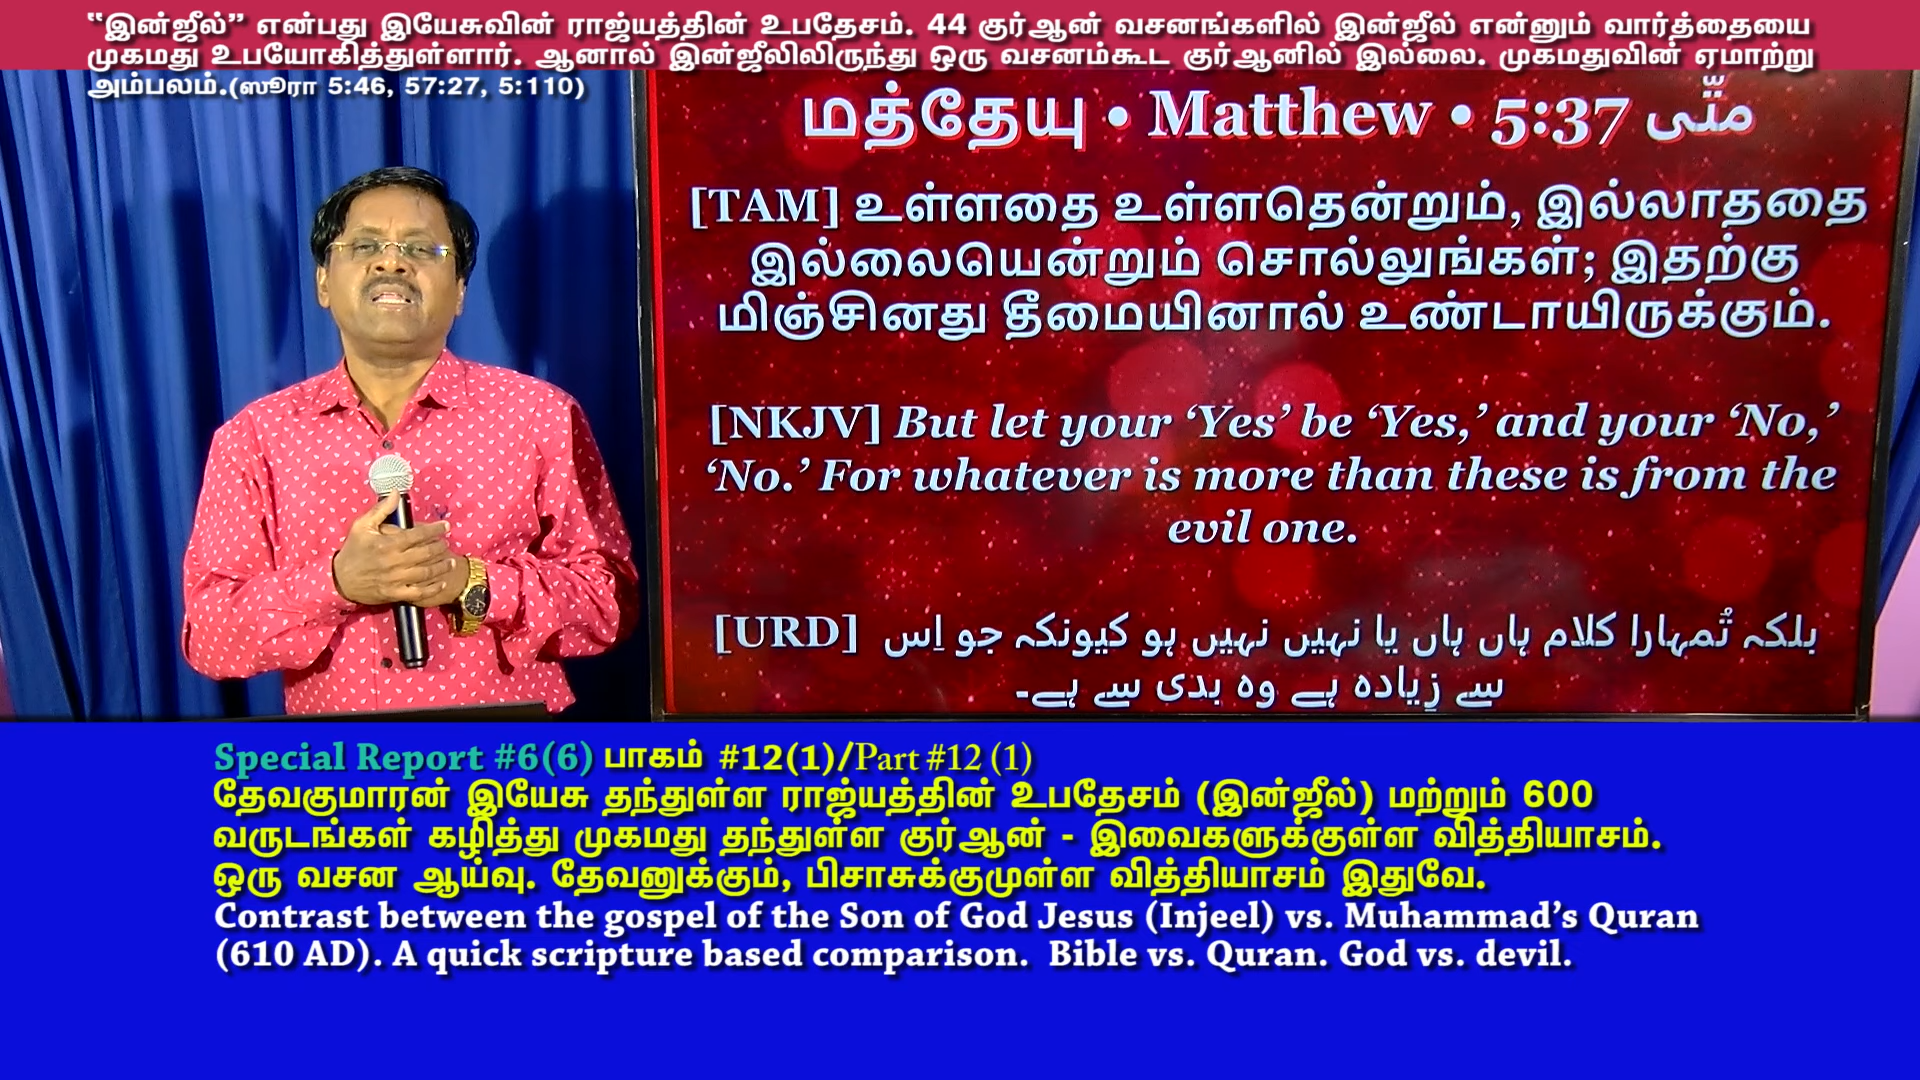 “இன்ஜீல்” என்பது இயேசுவின் ராஜ்யத்தின் உபதேசம். 44 குர்ஆன் வசனங்களில் இன்ஜீல் என்னும் வார்த்தையை
முகமது உபயோகித்துள்ளார். ஆனால் இன்ஜீலிலிருந்து ஒரு வசனம்கூட குர்ஆனில் இல்லை. முகமதுவின் ஏமாற்று
அம்பலம்.(ஸூரா 5:46, 57:27, 5:110)
மத்தேயு • Matthew • 5:37 متّی
[TAM] உள்ளதை உள்ளதென்றும், இல்லாததை
இல்லையென்றும் சொல்லுங்கள்; இதற்கு
மிஞ்சினது தீமையினால் உண்டாயிருக்கும்.
[NKJV] But let your ‘Yes’ be ‘Yes,’ and your ‘No,’
‘No.’ For whatever is more than these is from the
evil one.
[URD] بلکہ تُمہارا کلام ہاں ہاں یا نہیں نہیں ہو کیونکہ جو اِس
سے زِیادہ ہے وہ بدی سے ہے۔
Special Report #6(6) பாகம் #12(1)/Part #12 (1)
தேவகுமாரன் இயேசு தந்துள்ள ராஜ்யத்தின் உபதேசம் (இன்ஜீல்) மற்றும் 600
வருடங்கள் கழித்து முகமது தந்துள்ள குர்ஆன் - இவைகளுக்குள்ள வித்தியாசம்.
ஒரு வசன ஆய்வு. தேவனுக்கும், பிசாசுக்குமுள்ள வித்தியாசம் இதுவே.
Contrast between the gospel of the Son of God Jesus (Injeel) vs. Muhammad’s Quran
(610 AD). A quick scripture based comparison. Bible vs. Quran. God vs. devil.